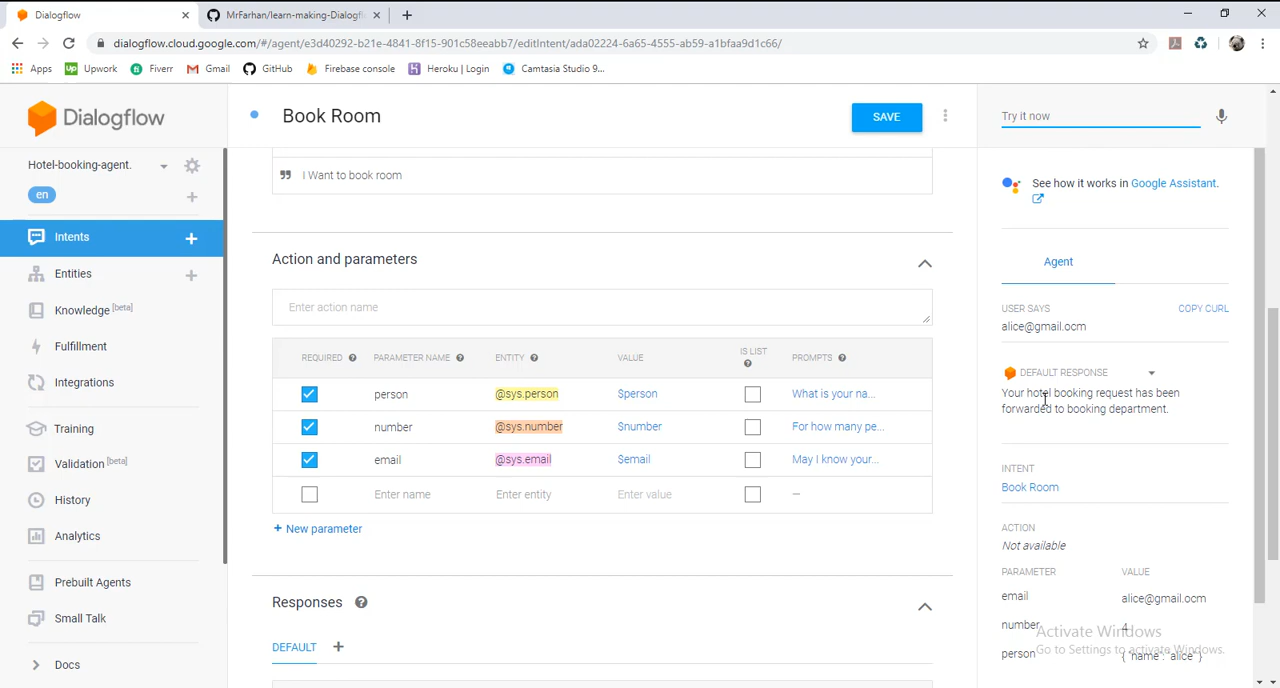 Dialogflow
MrFarhan/learn-making-Dialogfl
dialogflow.cloud.google.com/#/agent/e3d40292-b21e-4841-8f15-901c58eeabb7/editIntent/ada02224-6a65-4555-ab59-a1bfaa9d1c66/
Apps Upwork Fiverr Gmail GitHub Firebase console Heroku | Login Camtasia Studio 9...
Dialogflow
Book Room
SAVE
Try it now
Hotel-booking-agent.
en
Intents
Entities
Knowledge [beta]
Fulfillment
Integrations
Training
Validation [beta]
History
Analytics
Prebuilt Agents
Small Talk
Docs
I Want to book room
Action and parameters
Enter action name
REQUIRED PARAMETER NAME ENTITY VALUE IS LIST PROMPTS
person @sys.person $person What is your na...
number @sys.number $number For how many pe...
email @sys.email $email May I know your...
Enter name Enter entity Enter value —
+ New parameter
Responses
DEFAULT
See how it works in Google Assistant.
Agent
USER SAYS COPY CURL
alice@gmail.ocm
DEFAULT RESPONSE
Your hotel booking request has been
forwarded to booking department.
INTENT
Book Room
ACTION
Not available
PARAMETER VALUE
email alice@gmail.ocm
number 4
person { "name": "alice" }
Activate Windows
Go to Settings to activate Windows.